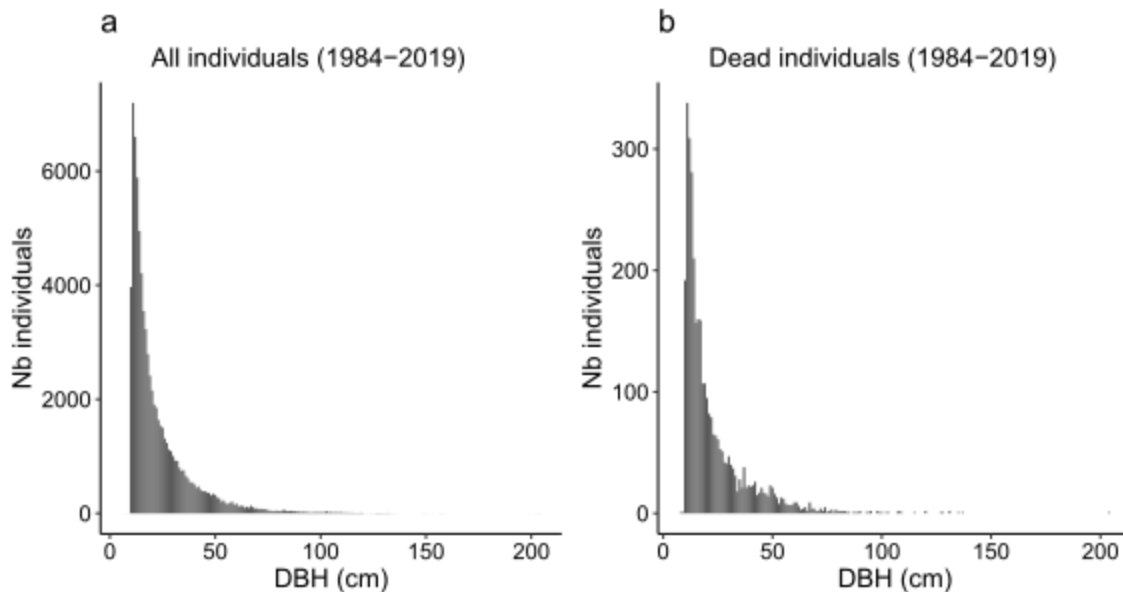 a
All individuals (1984−2019)
6000
4000
2000
0
Nb individuals
0 50 100 150 200
DBH (cm)
b
Dead individuals (1984−2019)
300
200
100
0
Nb individuals
0 50 100 150 200
DBH (cm)